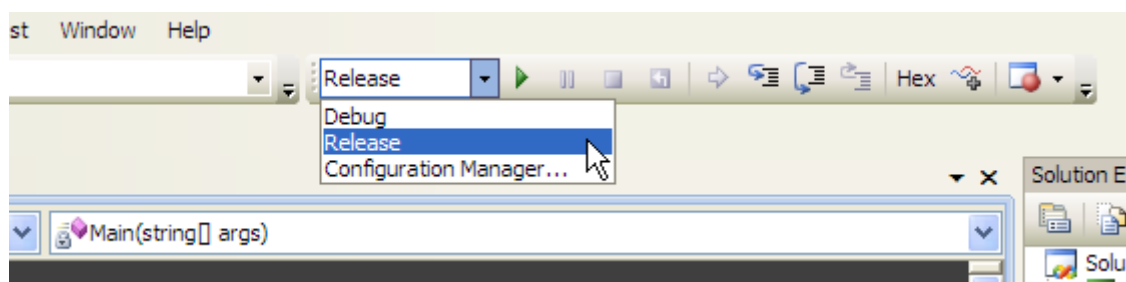 st Window Help
Release Hex
Debug
Release
Configuration Manager...
Solution E
Main(string[] args)
Solu